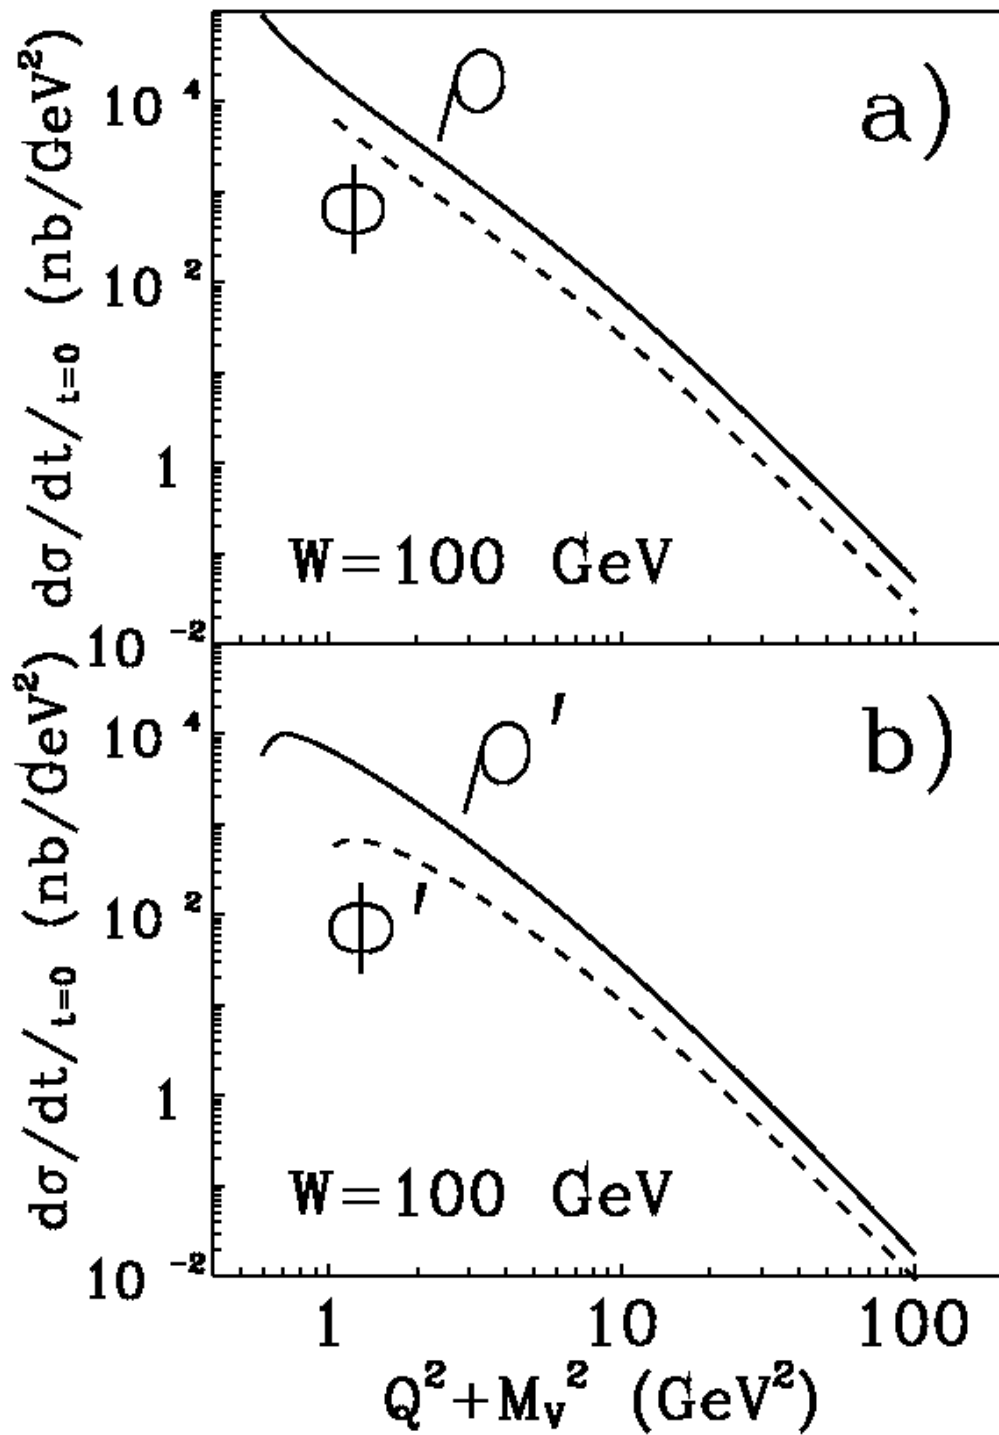 dσ/dt/ₜ₌₀ (nb/GeV²)
10⁴
10²
1
10⁻²
ρ
Φ
a)
W=100 GeV
dσ/dt/ₜ₌₀ (nb/GeV²)
10⁴
10²
1
10⁻²
ρ′
Φ′
b)
W=100 GeV
1 10 100
Q²+M_V² (GeV²)